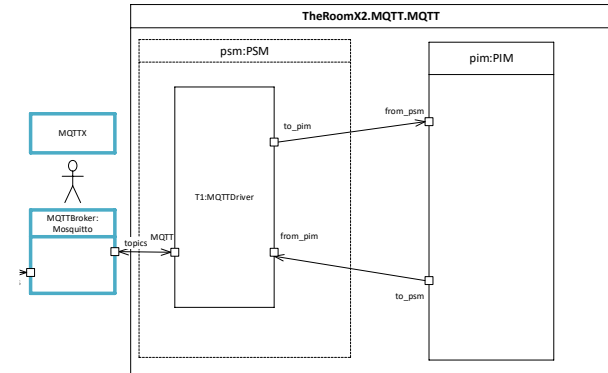 TheRoomX2.MQTT.MQTT
psm:PSM
pim:PIM
from_psm
to_pim
MQTTX
T1:MQTTDriver
MQTTBroker:
Mosquitto
topics
MQTT
from_pim
to_psm